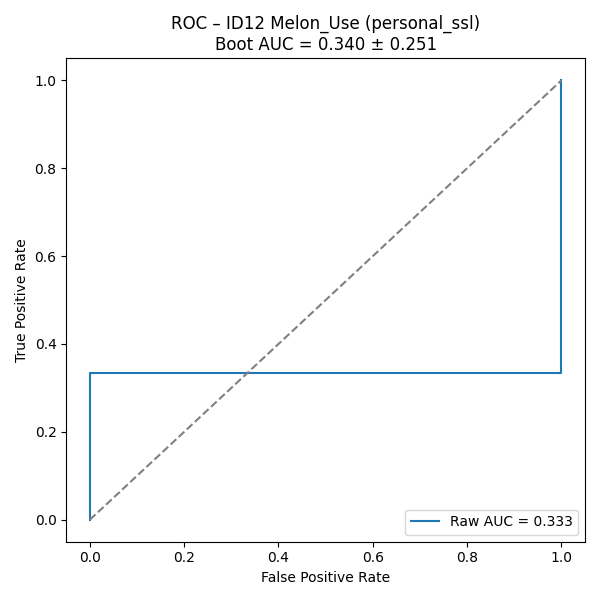 ROC – ID12 Melon_Use (personal_ssl)
Boot AUC = 0.340 ± 0.251
1.0
0.8
0.6
0.4
0.2
0.0
True Positive Rate
Raw AUC = 0.333
0.0 0.2 0.4 0.6 0.8 1.0
False Positive Rate